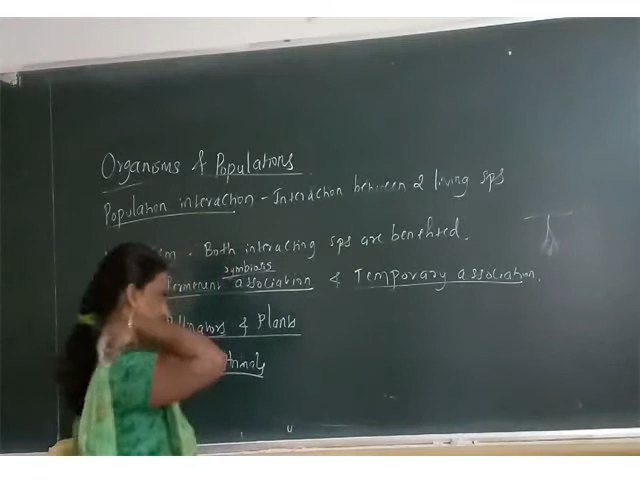 Organisms & Populations
Population interaction - Interaction between 2 living sps
Both interacting sps are benefited.
symbiosis
Permenent association & Temporary association.
& Plants